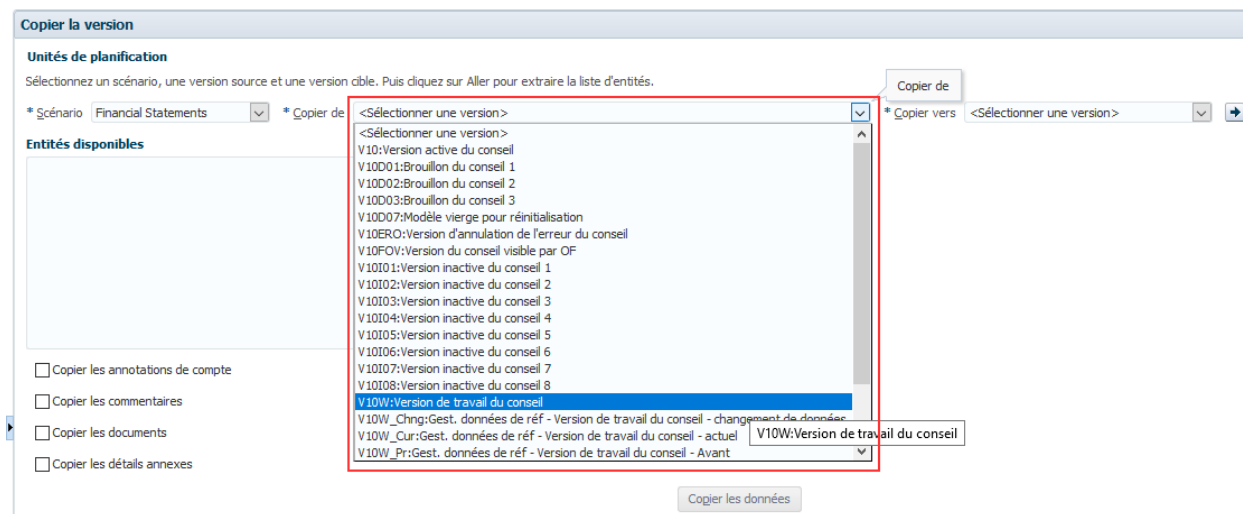 Copier la version
Unités de planification
Sélectionnez un scénario, une version source et une version cible. Puis cliquez sur Aller pour extraire la liste d'entités.
Copier de
* Scénario Financial Statements * Copier de <Sélectionner une version> * Copier vers <Sélectionner une version>
Entités disponibles
<Sélectionner une version>
V10:Version active du conseil
V10D01:Brouillon du conseil 1
V10D02:Brouillon du conseil 2
V10D03:Brouillon du conseil 3
V10D07:Modèle vierge pour réinitialisation
V10ERO:Version d'annulation de l'erreur du conseil
V10FOV:Version du conseil visible par OF
V10I01:Version inactive du conseil 1
V10I02:Version inactive du conseil 2
V10I03:Version inactive du conseil 3
V10I04:Version inactive du conseil 4
V10I05:Version inactive du conseil 5
V10I06:Version inactive du conseil 6
V10I07:Version inactive du conseil 7
V10I08:Version inactive du conseil 8
V10W:Version de travail du conseil
V10W_Chng:Gest. données de réf - Version de travail du conseil - changement de données
V10W_Cur:Gest. données de réf - Version de travail du conseil - actuel
V10W:Version de travail du conseil
V10W_Pr:Gest. données de réf - Version de travail du conseil - Avant
Copier les annotations de compte
Copier les commentaires
Copier les documents
Copier les détails annexes
Copier les données